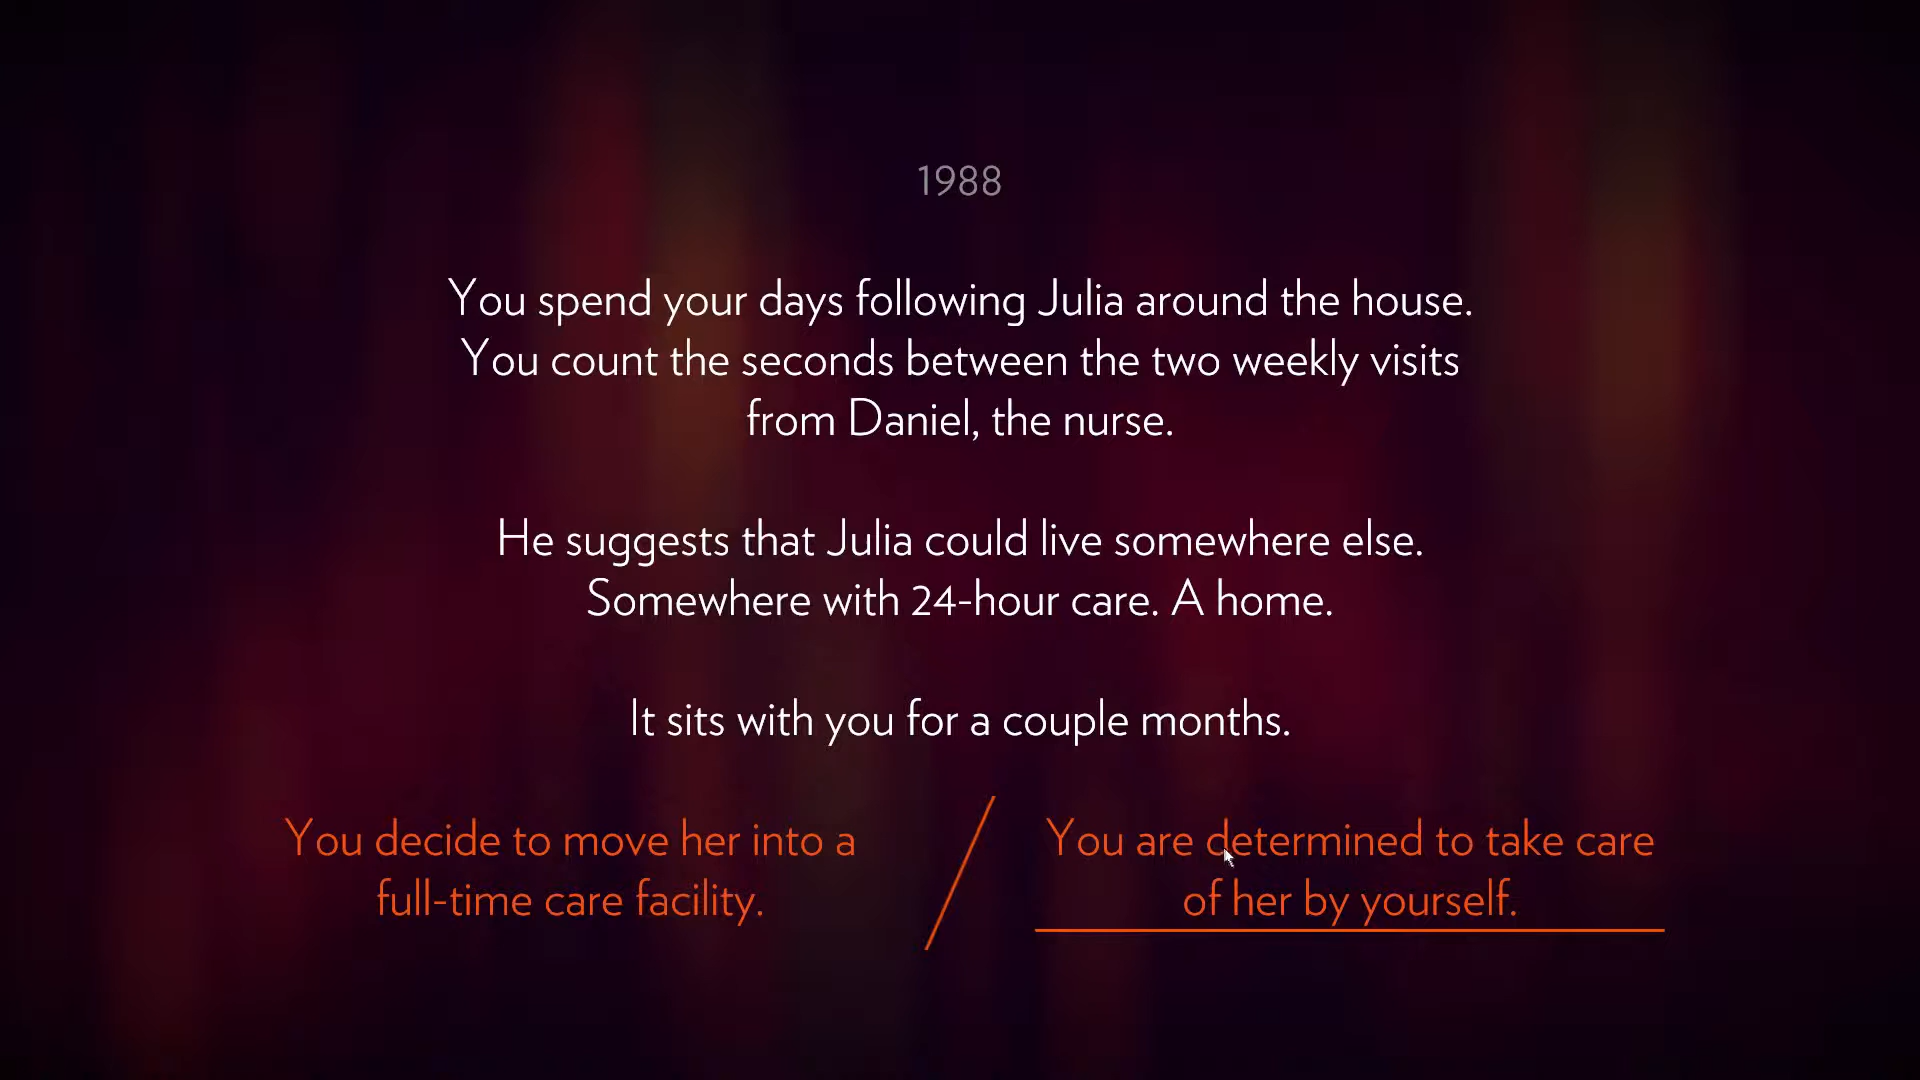 1988
You spend your days following Julia around the house.
You count the seconds between the two weekly visits
from Daniel, the nurse.
He suggests that Julia could live somewhere else.
Somewhere with 24-hour care. A home.
It sits with you for a couple months.
You decide to move her into a
full-time care facility.
You are determined to take care
of her by yourself.